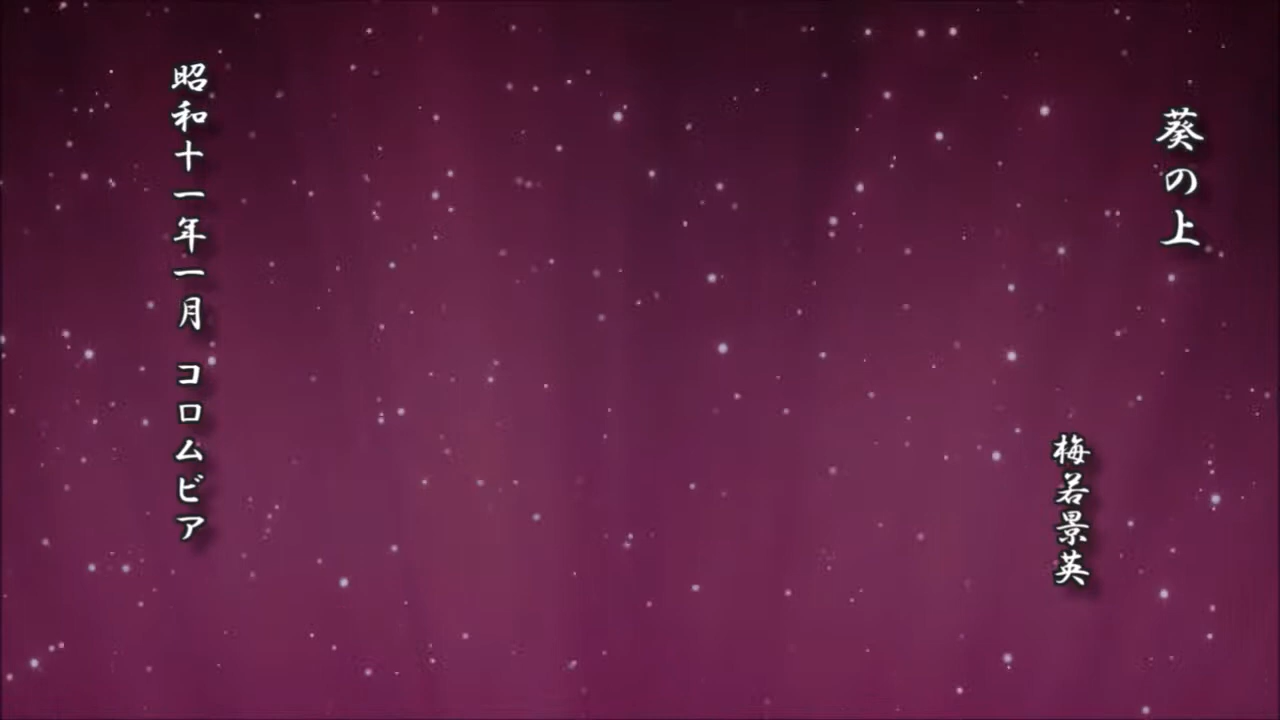 葵の上
梅若景英
昭和十一年一月 コロムビア